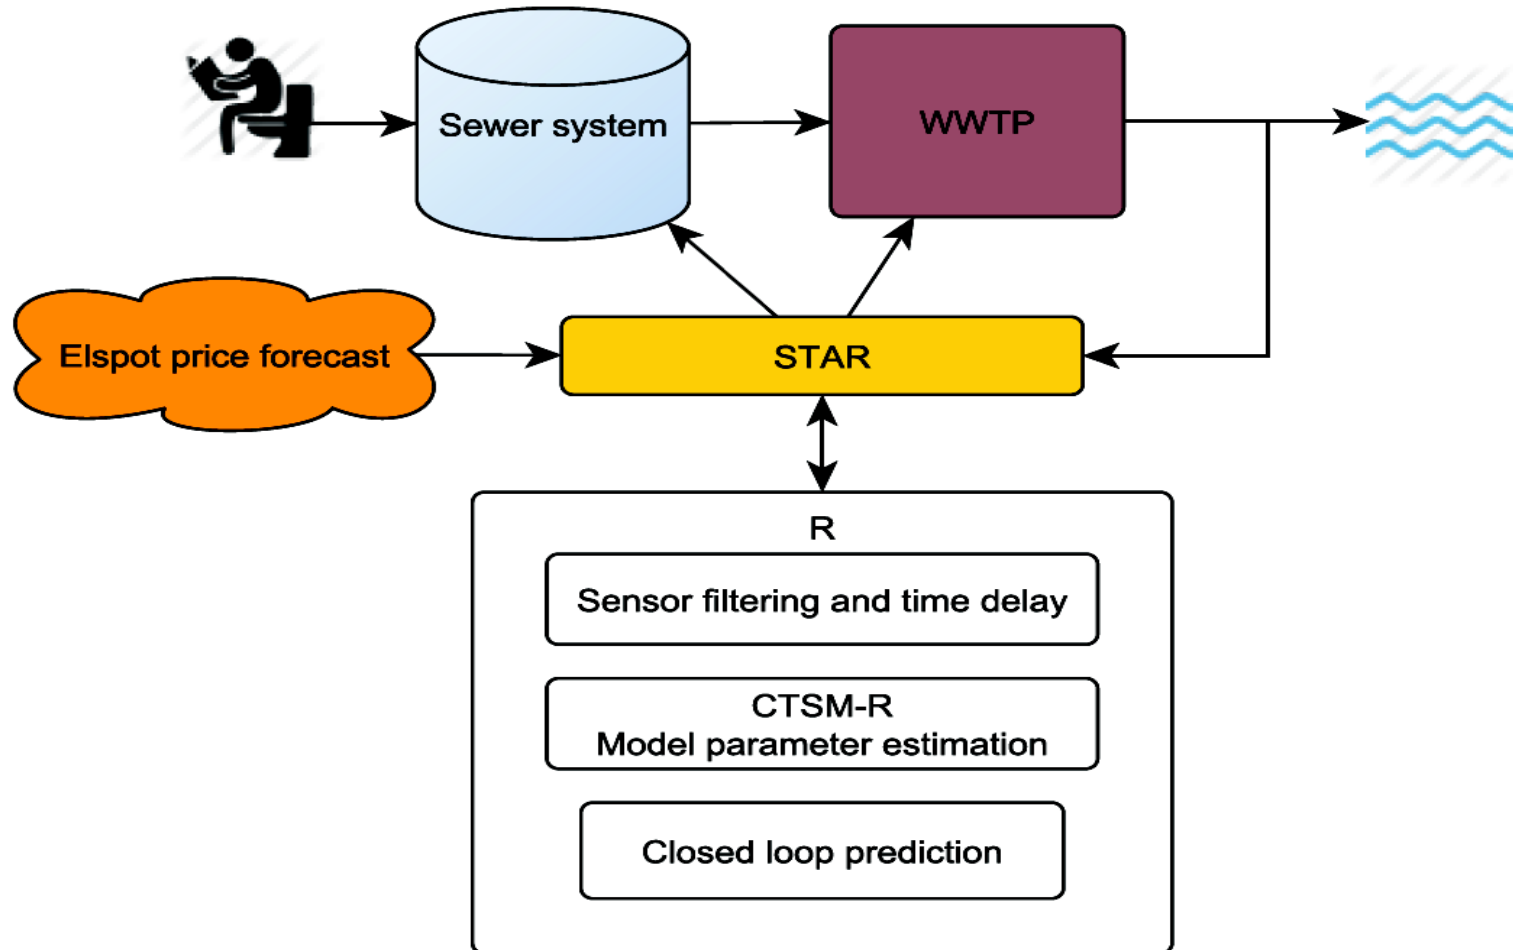 Sewer system
WWTP
Elspot price forecast
STAR
R
Sensor filtering and time delay
CTSM-R
Model parameter estimation
Closed loop prediction